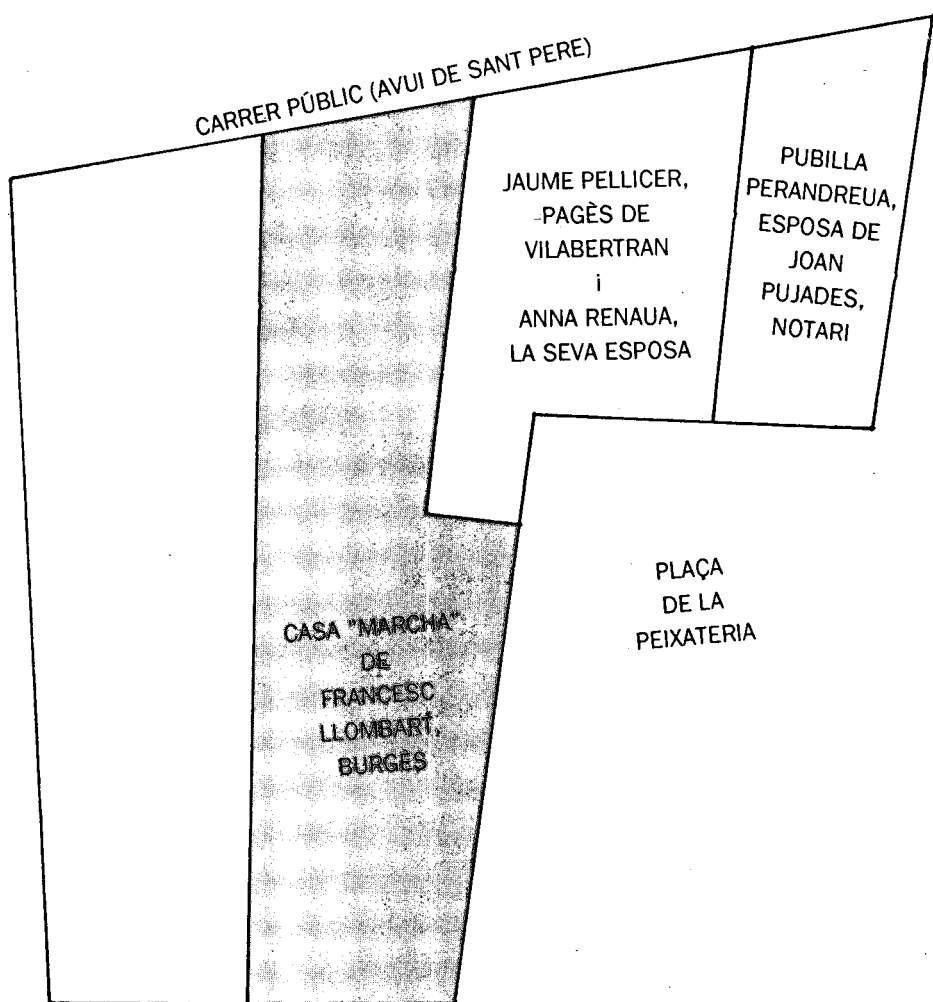 CARRER PÚBLIC (AVUI DE SANT PERE)
JAUME PELLICER,
PAGÈS DE
VILABERTRAN
i
ANNA RENAUA,
LA SEVA ESPOSA
PUBILLA
PERANDREUA,
ESPOSA DE
JOAN
PUJADES,
NOTARI
CASA "MARCHA"
DE
FRANCESC
LLOMBART,
BURGÈS
PLAÇA
DE LA
PEIXATERIA